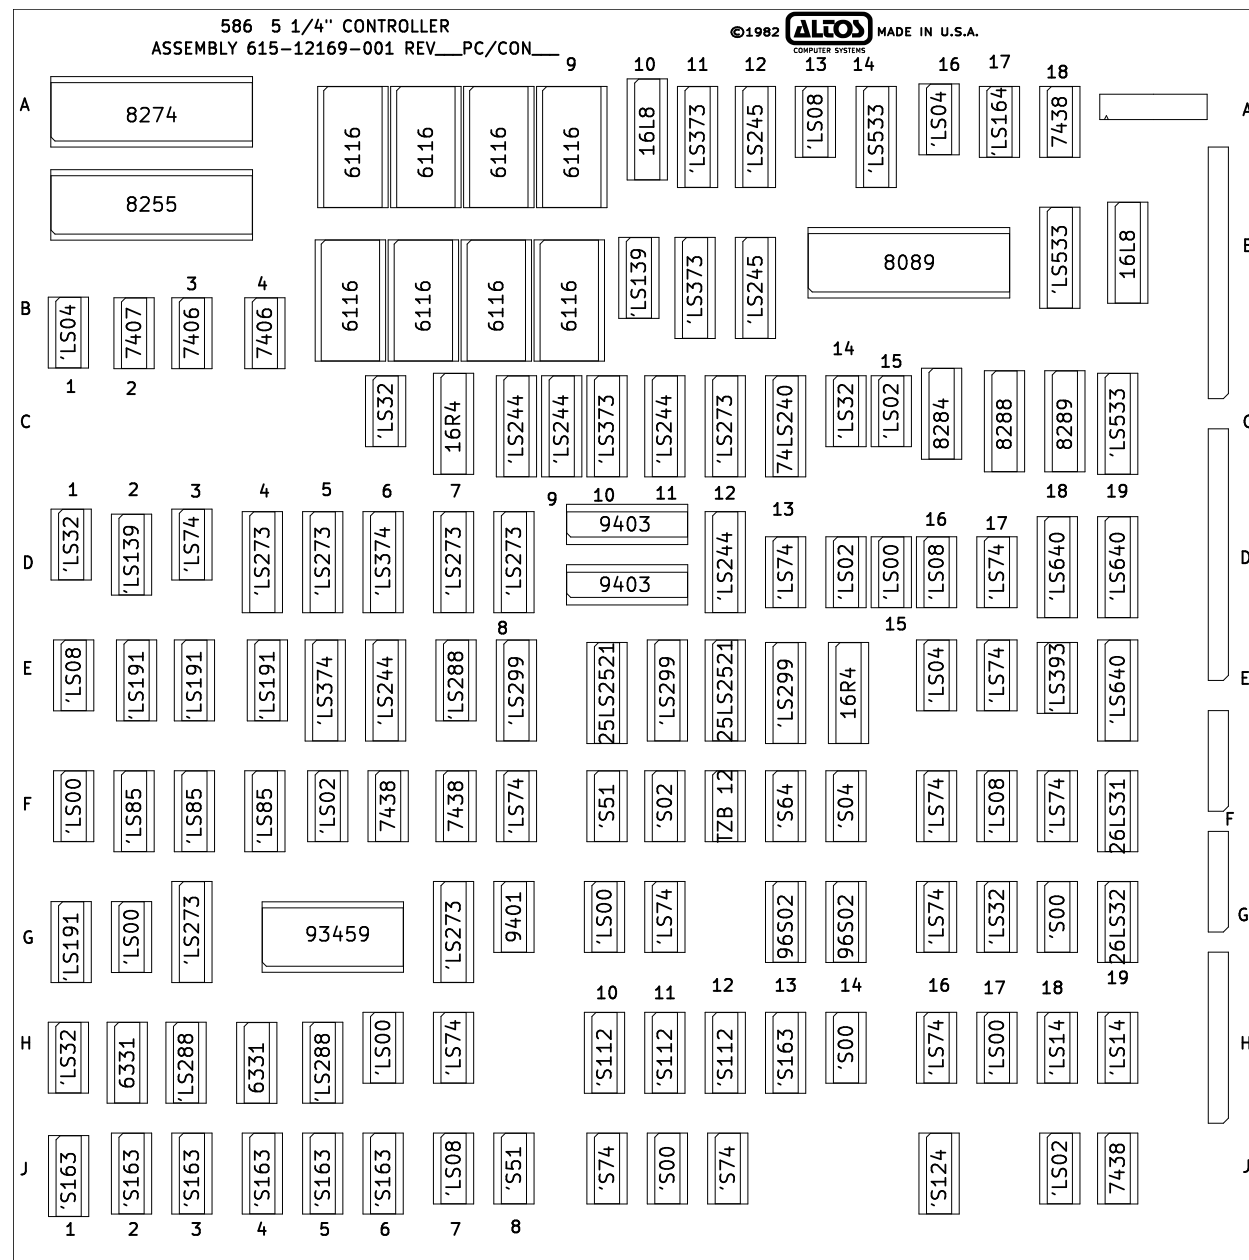 586 5 1/4" CONTROLLER
ASSEMBLY 615-12169-001 REV__PC/CON__
©1982 ALTOS MADE IN U.S.A.
COMPUTER SYSTEMS
9 10 11 12 13 14 16 17 18
A 8274 6116 6116 6116 6116 16L8 'LS373 'LS245 'LS08 'LS533 'LS04 'LS164 7438 A
8255
6116 6116 6116 6116 'LS139 'LS373 'LS245 8089 'LS533 16L8 B
3 4
B 'LS04 7407 7406 7406
1 2
14 15
C 'LS32 16R4 'LS244 'LS244 'LS373 'LS244 'LS273 74LS240 'LS32 'LS02 8284 8288 8289 'LS533 C
1 2 3 4 5 6 7 9 10 11 12 13 16 17 18 19
9403
D 'LS32 'LS139 'LS74 'LS273 'LS273 'LS374 'LS273 'LS273 9403 'LS244 'LS74 'LS02 'LS00 'LS08 'LS74 'LS640 'LS640 D
8 15
E 'LS08 'LS191 'LS191 'LS191 'LS374 'LS244 'LS288 'LS299 25LS2521 'LS299 25LS2521 'LS299 16R4 'LS04 'LS74 'LS393 'LS640 E
F 'LS00 'LS85 'LS85 'LS85 'LS02 7438 7438 'LS74 'S51 'S02 TZB 12 'S64 'S04 'LS74 'LS08 'LS74 26LS31 F
G 'LS191 'LS00 'LS273 93459 'LS273 9401 'LS00 'LS74 96S02 96S02 'LS74 'LS32 'S00 26LS32 G
10 11 12 13 14 16 17 18 19
H 'LS32 6331 'LS288 6331 'LS288 'LS00 'LS74 'S112 'S112 'S112 'S163 'S00 'LS74 'LS00 'LS14 'LS14 H
J 'S163 'S163 'S163 'S163 'S163 'S163 'LS08 'S51 'S74 'S00 'S74 'S124 'LS02 7438 J
1 2 3 4 5 6 7 8